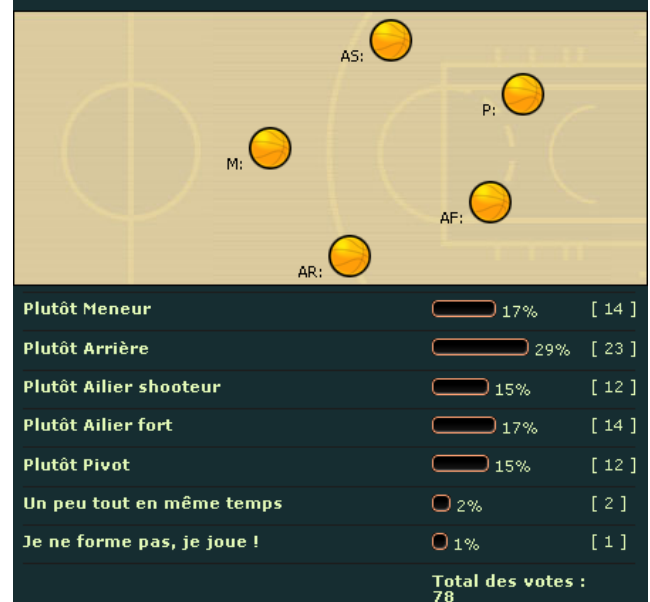 AS:
P:
M:
AF:
AR:
Plutôt Meneur 17% [ 14 ]
Plutôt Arrière 29% [ 23 ]
Plutôt Ailier shooteur 15% [ 12 ]
Plutôt Ailier fort 17% [ 14 ]
Plutôt Pivot 15% [ 12 ]
Un peu tout en même temps 2% [ 2 ]
Je ne forme pas, je joue ! 1% [ 1 ]
Total des votes :
78